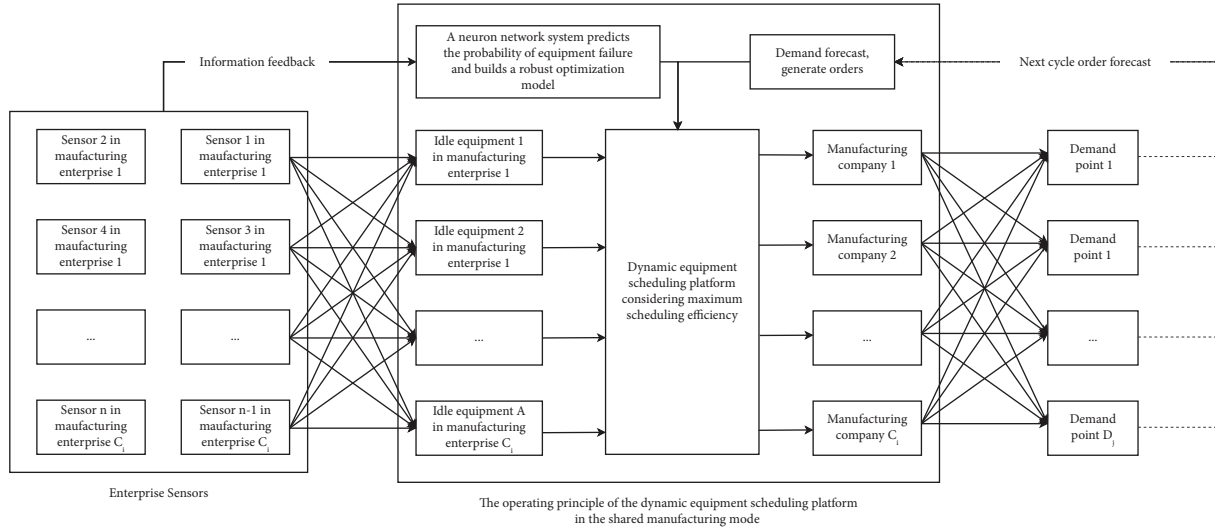 A neuron network system predicts
the probability of equipment failure
and builds a robust optimization
model
Demand forecast,
generate orders
Information feedback
Next cycle order forecast
Sensor 2 in
maufacturing
enterprise 1
Sensor 1 in
maufacturing
enterprise 1
Idle equipment 1
in manufacturing
enterprise 1
Manufacturing
company 1
Demand
point 1
Sensor 4 in
maufacturing
enterprise 1
Sensor 3 in
maufacturing
enterprise 1
Idle equipment 2
in manufacturing
enterprise 1
Manufacturing
company 2
Demand
point 1
Dynamic equipment
scheduling platform
considering maximum
scheduling efficiency
...
...
...
...
...
Sensor n in
maufacturing
enterprise C_i
Sensor n-1 in
maufacturing
enterprise C_i
Idle equipment A
in manufacturing
enterprise C_i
Manufacturing
company C_i
Demand
point D_j
Enterprise Sensors
The operating principle of the dynamic equipment scheduling platform
in the shared manufacturing mode